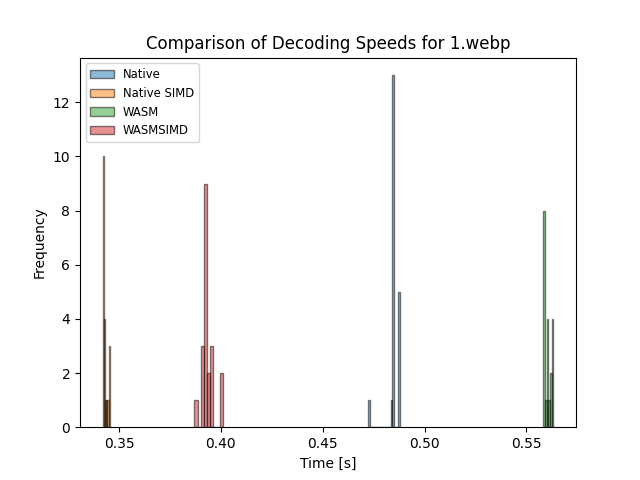 Comparison of Decoding Speeds for 1.webp
Native
Native SIMD
WASM
WASMSIMD
12
10
8
6
4
2
0
Frequency
0.35 0.40 0.45 0.50 0.55
Time [s]